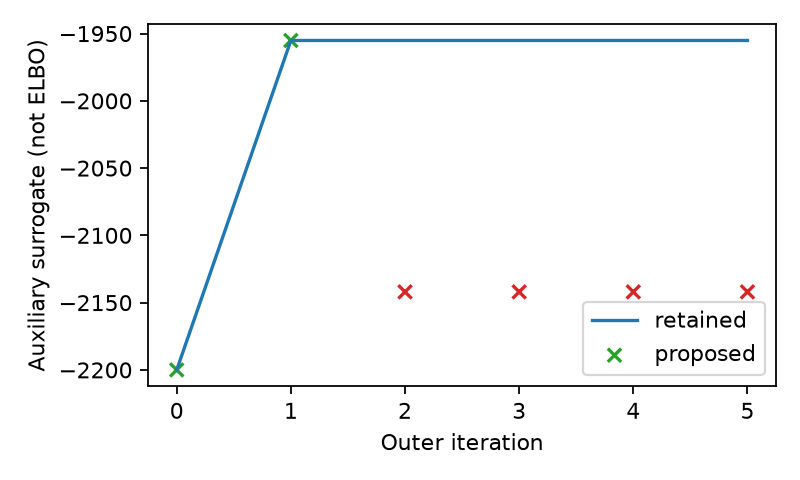 −1950
−2000
−2050
−2100
−2150
−2200
Auxiliary surrogate (not ELBO)
retained
proposed
0 1 2 3 4 5
Outer iteration